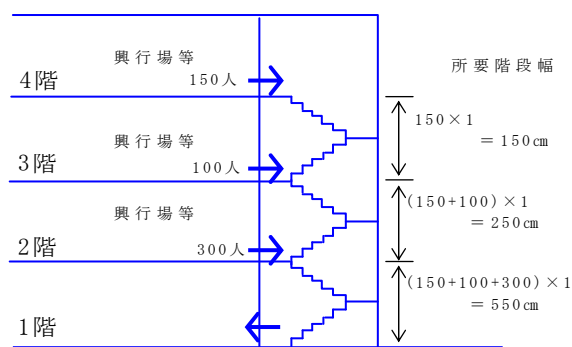 興行場等
所要階段幅
4階
150人
150×1
= 150㎝
興行場等
3階
100人
(150+100)×1
= 250㎝
興行場等
2階
300人
(150+100+300)×1
= 550㎝
1階